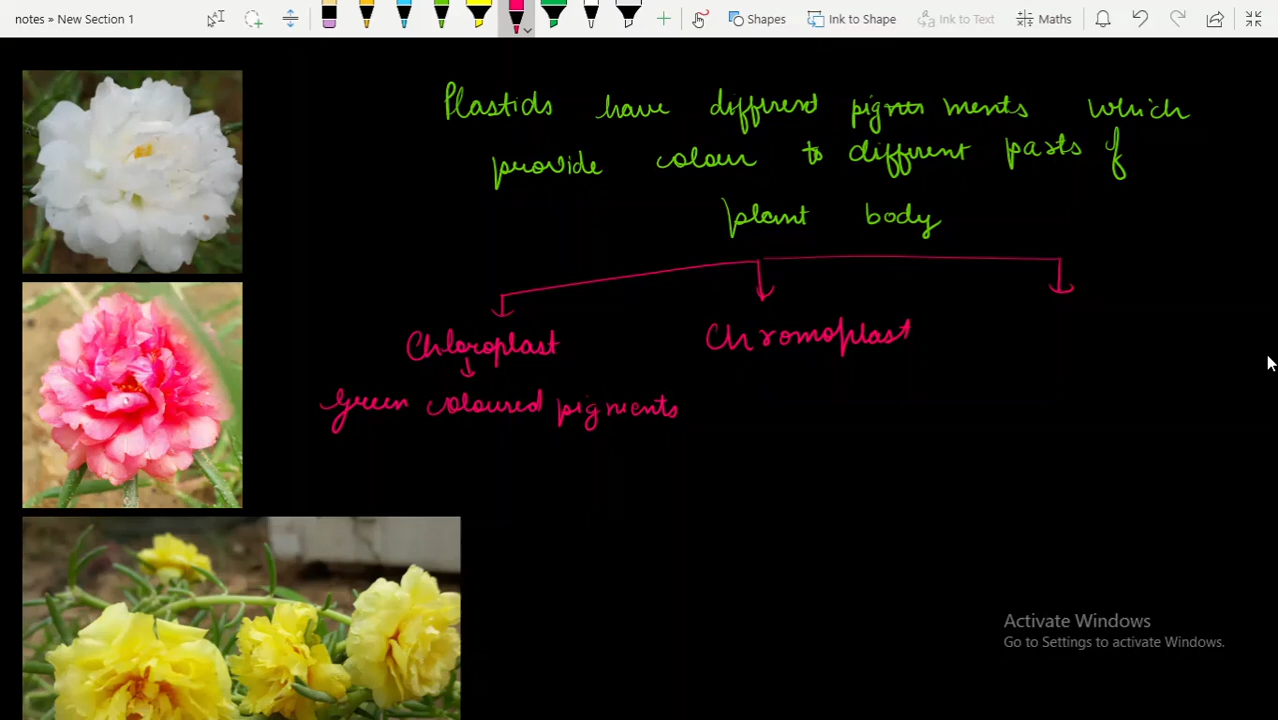 notes » New Section 1
Shapes
Ink to Shape
Ink to Text
Maths
Plastids have different pigments which
provide colour to different parts of
plant body
Chloroplast
Chromoplast
Green coloured pigments
Activate Windows
Go to Settings to activate Windows.